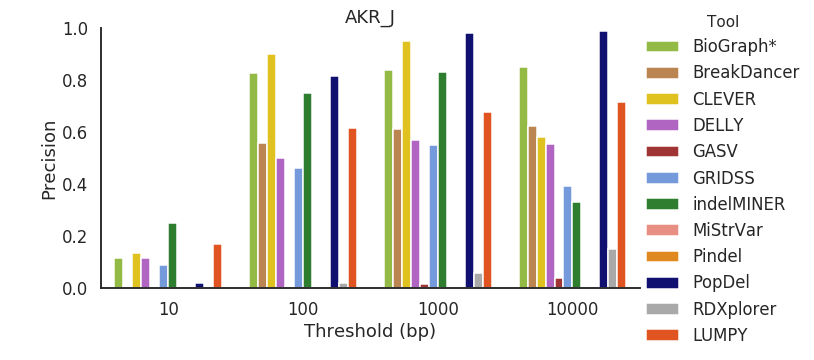 AKR_J
Precision
1.0
0.8
0.6
0.4
0.2
0.0
10
100
1000
10000
Threshold (bp)
Tool
BioGraph*
BreakDancer
CLEVER
DELLY
GASV
GRIDSS
indelMINER
MiStrVar
Pindel
PopDel
RDXplorer
LUMPY